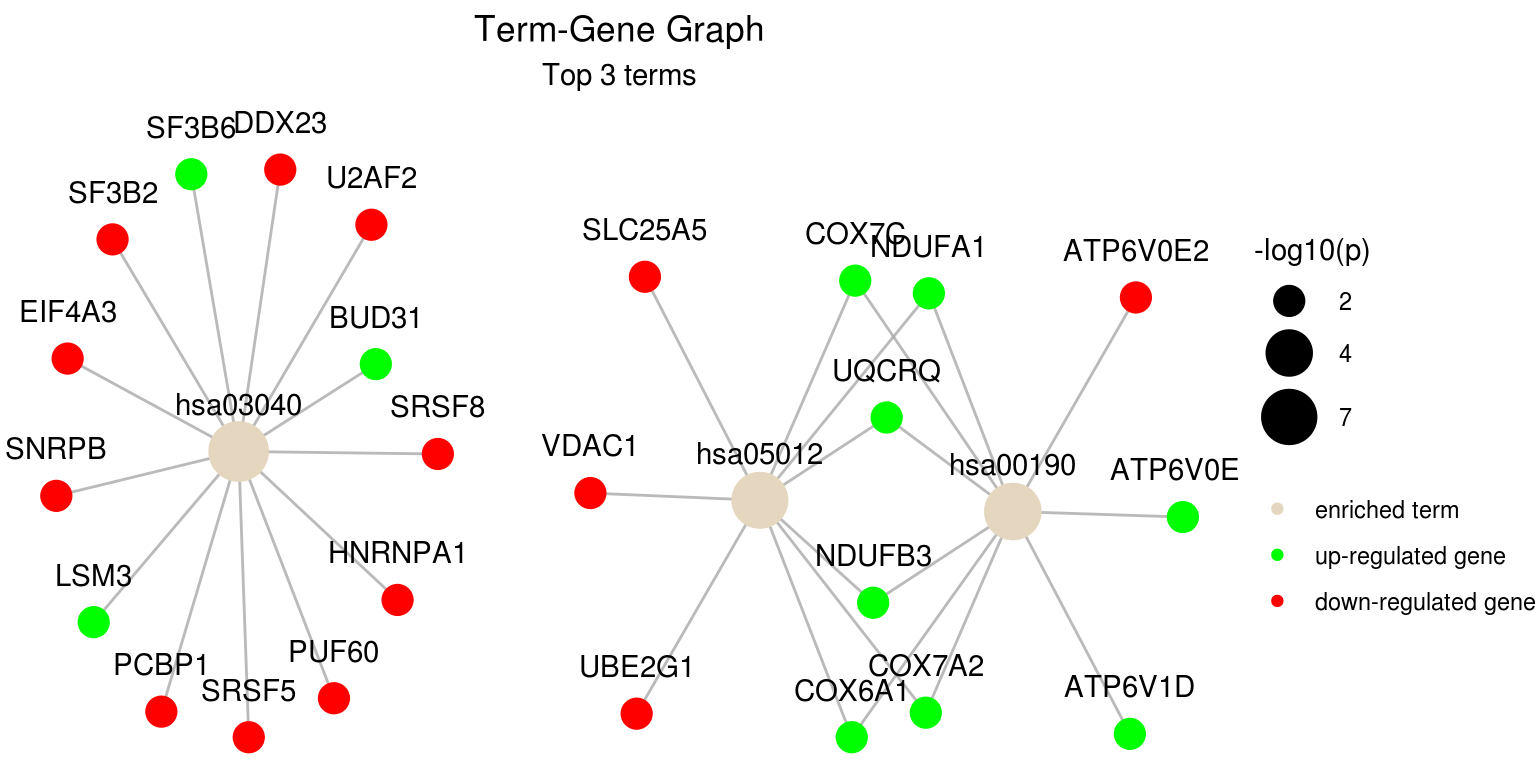 Term-Gene Graph
Top 3 terms
SF3B6
DDX23
U2AF2
SF3B2
EIF4A3
BUD31
hsa03040
SRSF8
SNRPB
HNRNPA1
LSM3
PUF60
PCBP1
SRSF5
SLC25A5
COX7C
NDUFA1
ATP6V0E2
UQCRQ
VDAC1
hsa05012
hsa00190
ATP6V0E
NDUFB3
UBE2G1
COX7A2
COX6A1
ATP6V1D
-log10(p)
2
4
7
enriched term
up-regulated gene
down-regulated gene